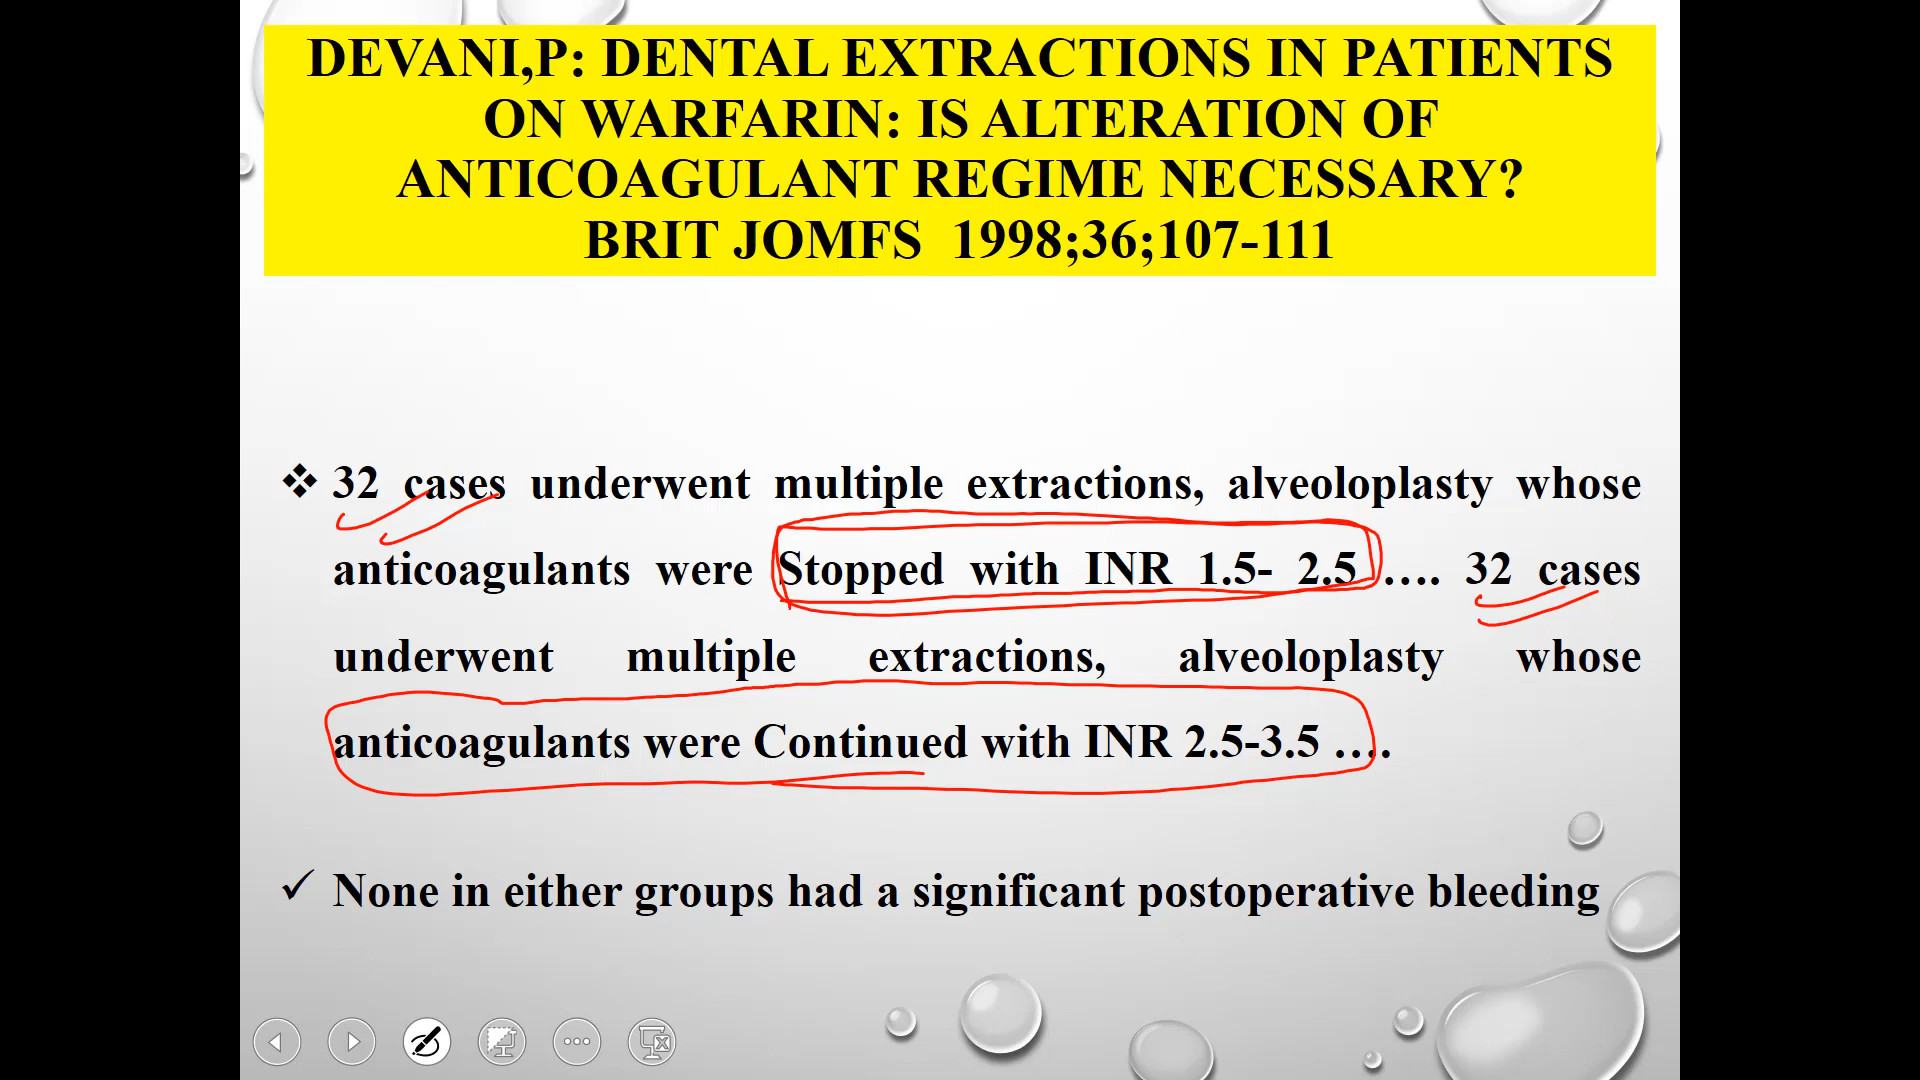 DEVANI,P: DENTAL EXTRACTIONS IN PATIENTS
ON WARFARIN: IS ALTERATION OF
ANTICOAGULANT REGIME NECESSARY?
BRIT JOMFS 1998;36;107-111
❖ 32 cases underwent multiple extractions, alveoloplasty whose
anticoagulants were Stopped with INR 1.5- 2.5 …. 32 cases
underwent multiple extractions, alveoloplasty whose
anticoagulants were Continued with INR 2.5-3.5 ….
✓ None in either groups had a significant postoperative bleeding